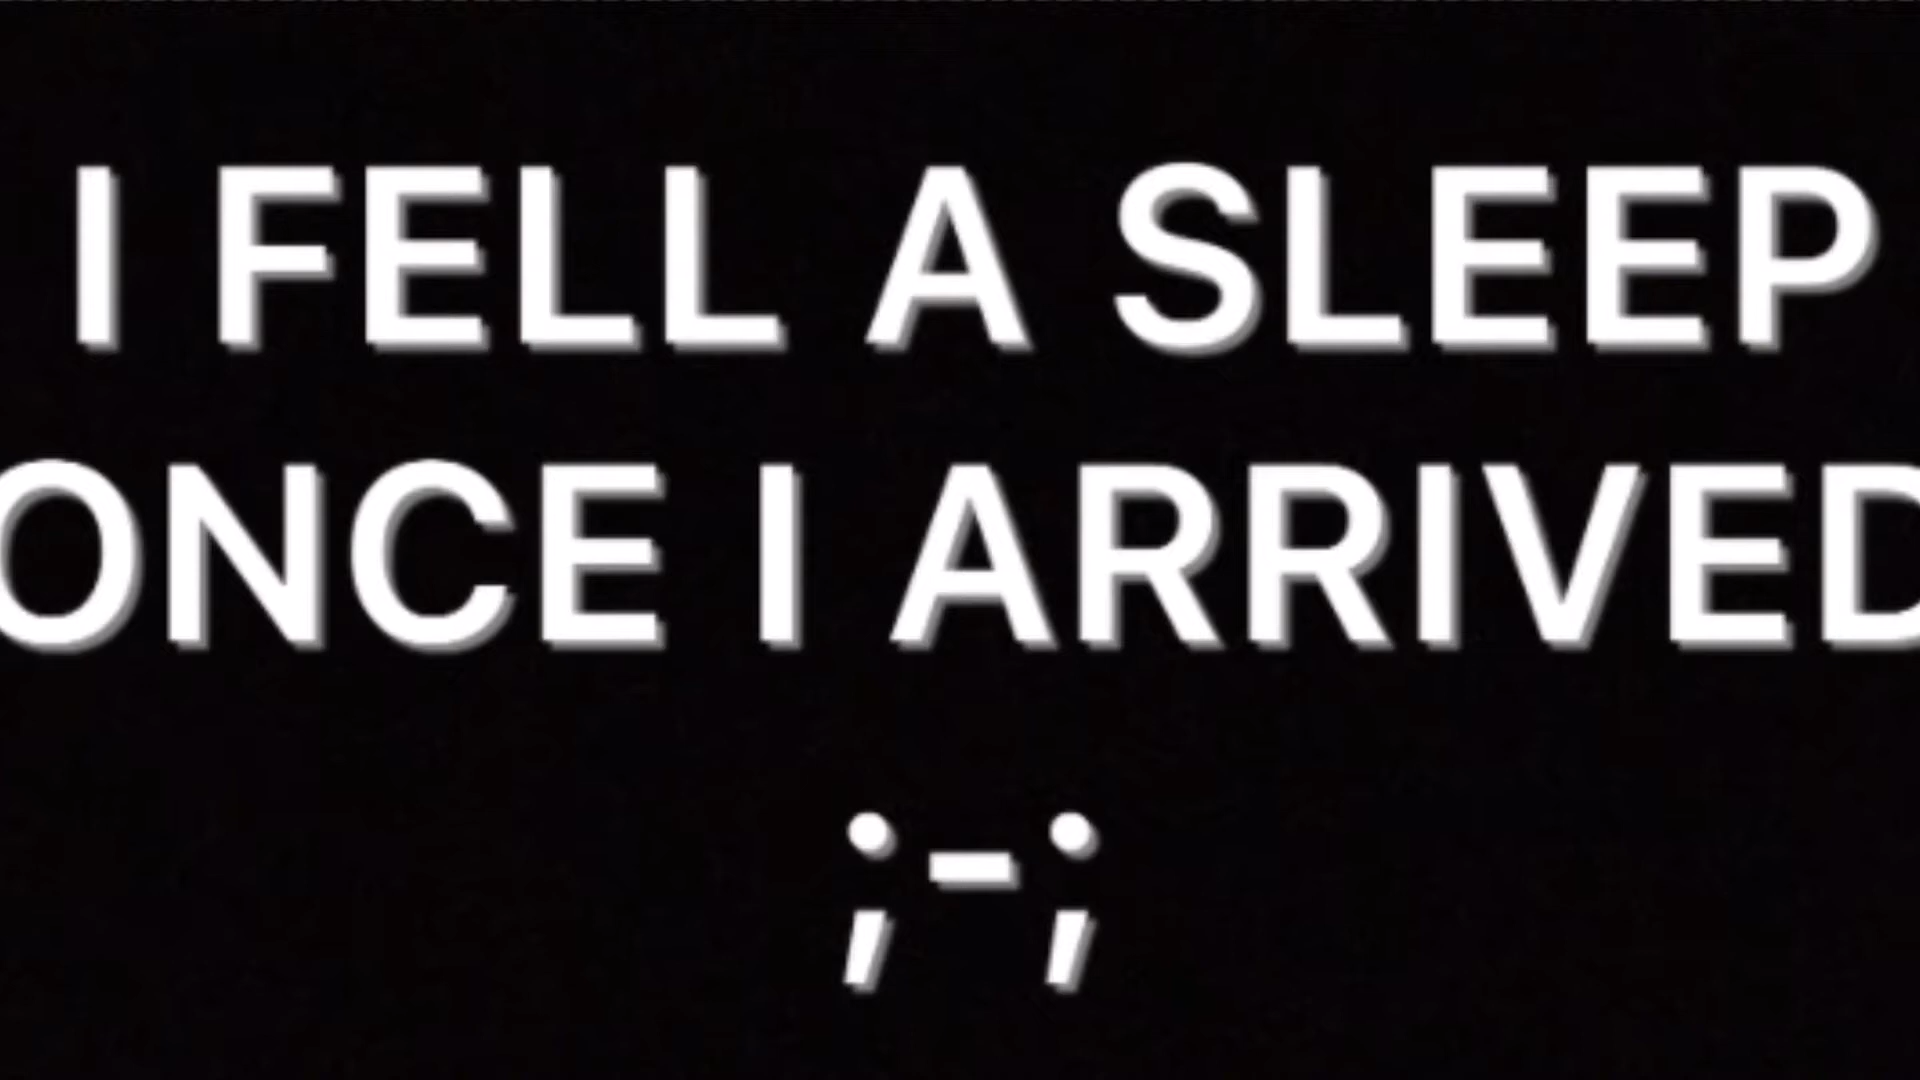 I FELL A SLEEP
ONCE I ARRIVED
;-;